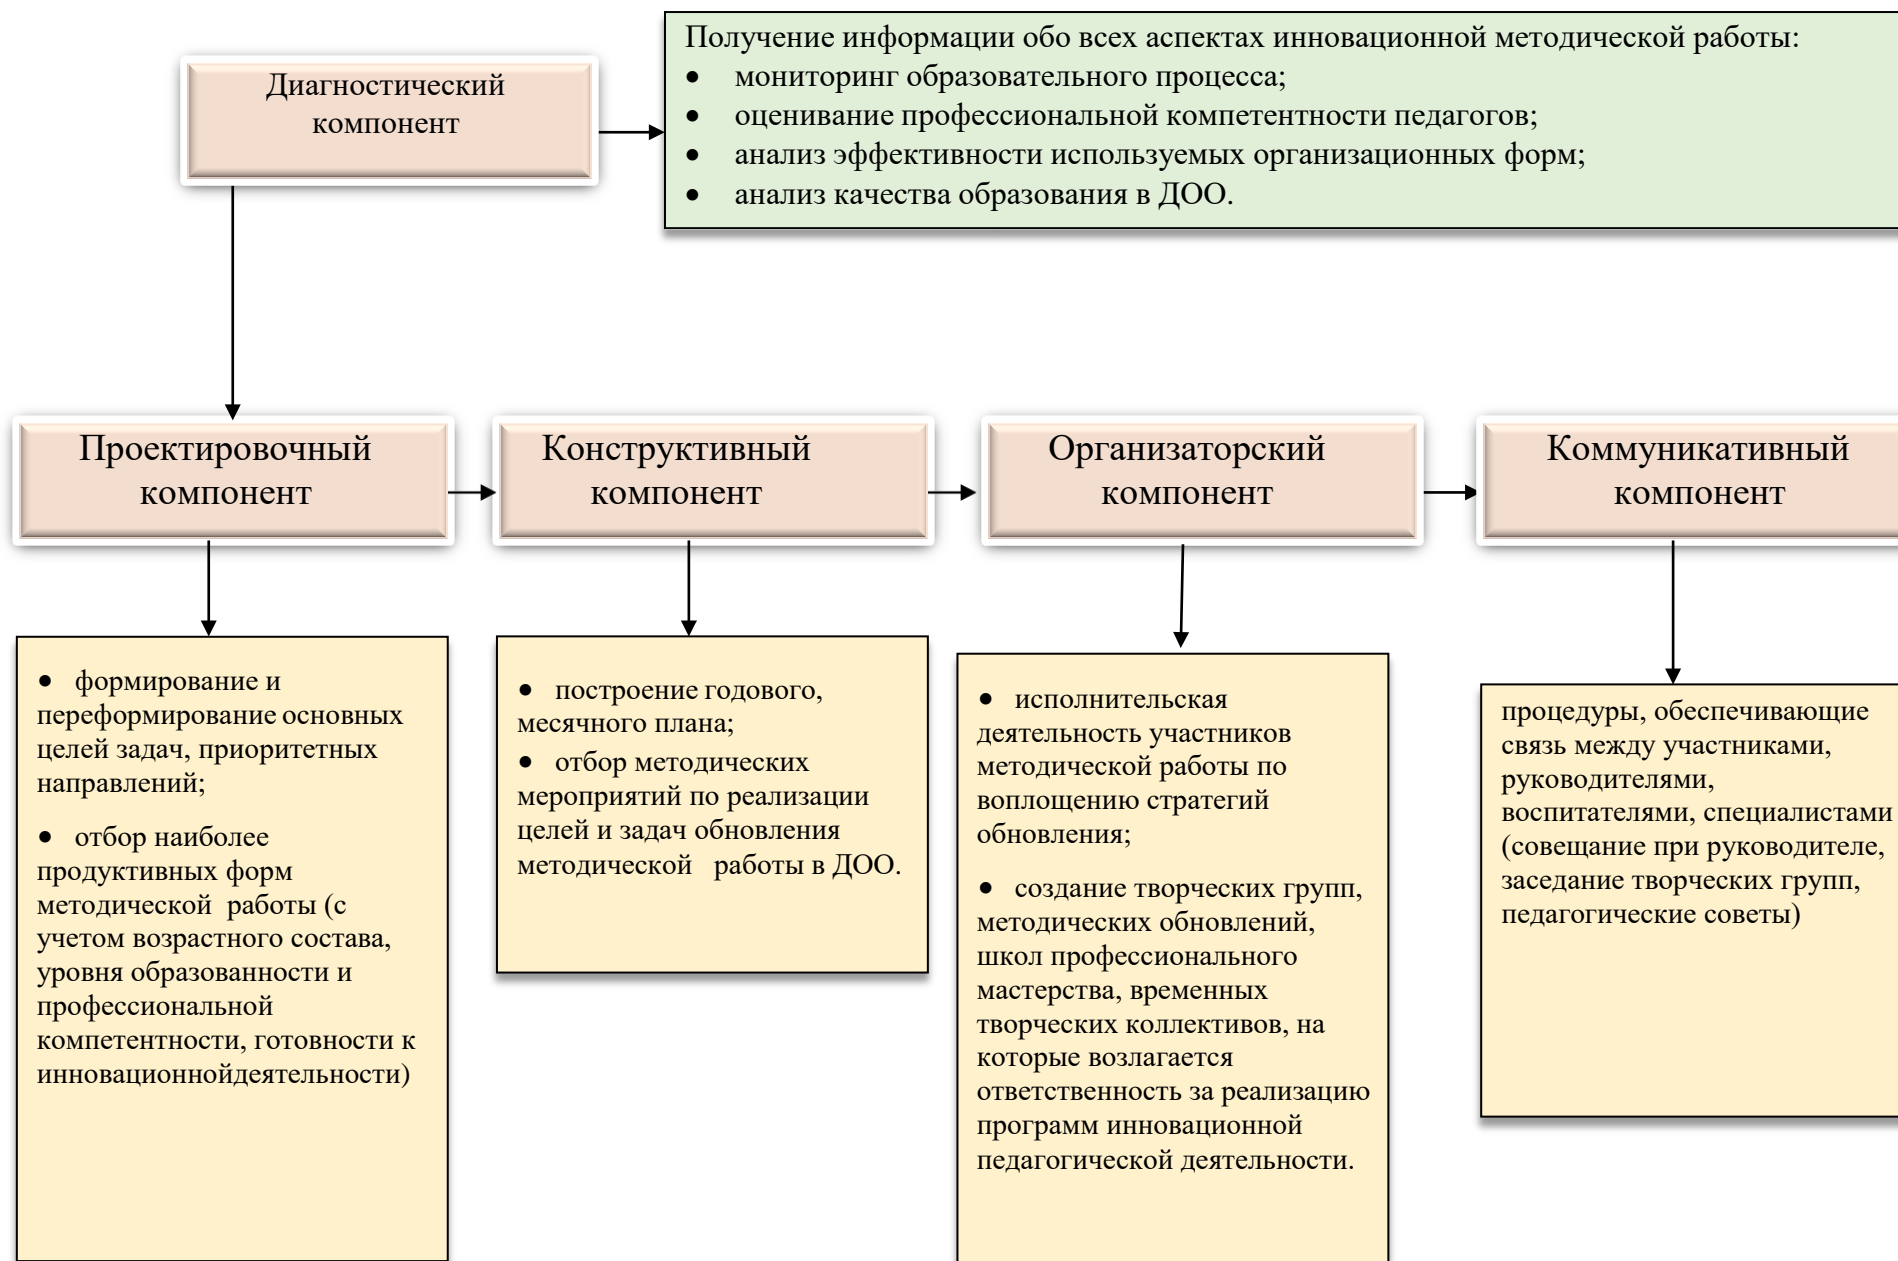 Диагностический
компонент
Получение информации обо всех аспектах инновационной методической работы:
• мониторинг образовательного процесса;
• оценивание профессиональной компетентности педагогов;
• анализ эффективности используемых организационных форм;
• анализ качества образования в ДОО.
Проектировочный
компонент
Конструктивный
компонент
Организаторский
компонент
Коммуникативный
компонент
• формирование и
переформирование основных
целей задач, приоритетных
направлений;
• отбор наиболее
продуктивных форм
методической работы (с
учетом возрастного состава,
уровня образованности и
профессиональной
компетентности, готовности к
инновационнойдеятельности)
• построение годового,
месячного плана;
• отбор методических
мероприятий по реализации
целей и задач обновления
методической работы в ДОО.
• исполнительская
деятельность участников
методической работы по
воплощению стратегий
обновления;
• создание творческих групп,
методических обновлений,
школ профессионального
мастерства, временных
творческих коллективов, на
которые возлагается
ответственность за реализацию
программ инновационной
педагогической деятельности.
процедуры, обеспечивающие
связь между участниками,
руководителями,
воспитателями, специалистами
(совещание при руководителе,
заседание творческих групп,
педагогические советы)